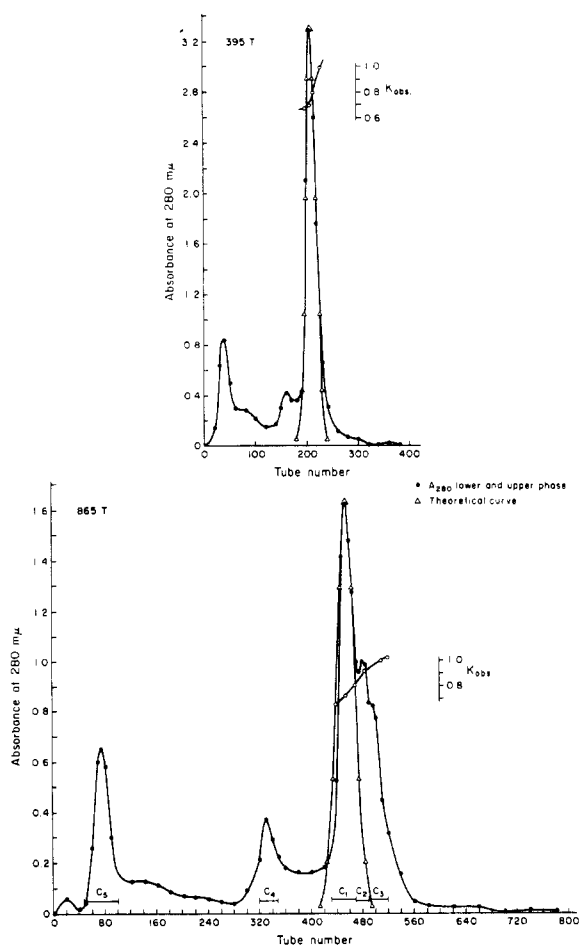 395 T
3.2
2.8
2.4
2.0
1.6
1.2
0.8
0.4
0
1.0
0.8 K obs.
0.6
Absorbance at 280 mμ
0 100 200 300 400
Tube number
• A280 lower and upper phase
△ Theoretical curve
865 T
1.6
1.4
1.2
1.0
0.8
0.6
0.4
0.2
0
1.0
0.8 K obs
Absorbance at 280 mμ
C5 C4 C1 C2 C3
0 80 160 240 320 400 480 560 640 720 800
Tube number